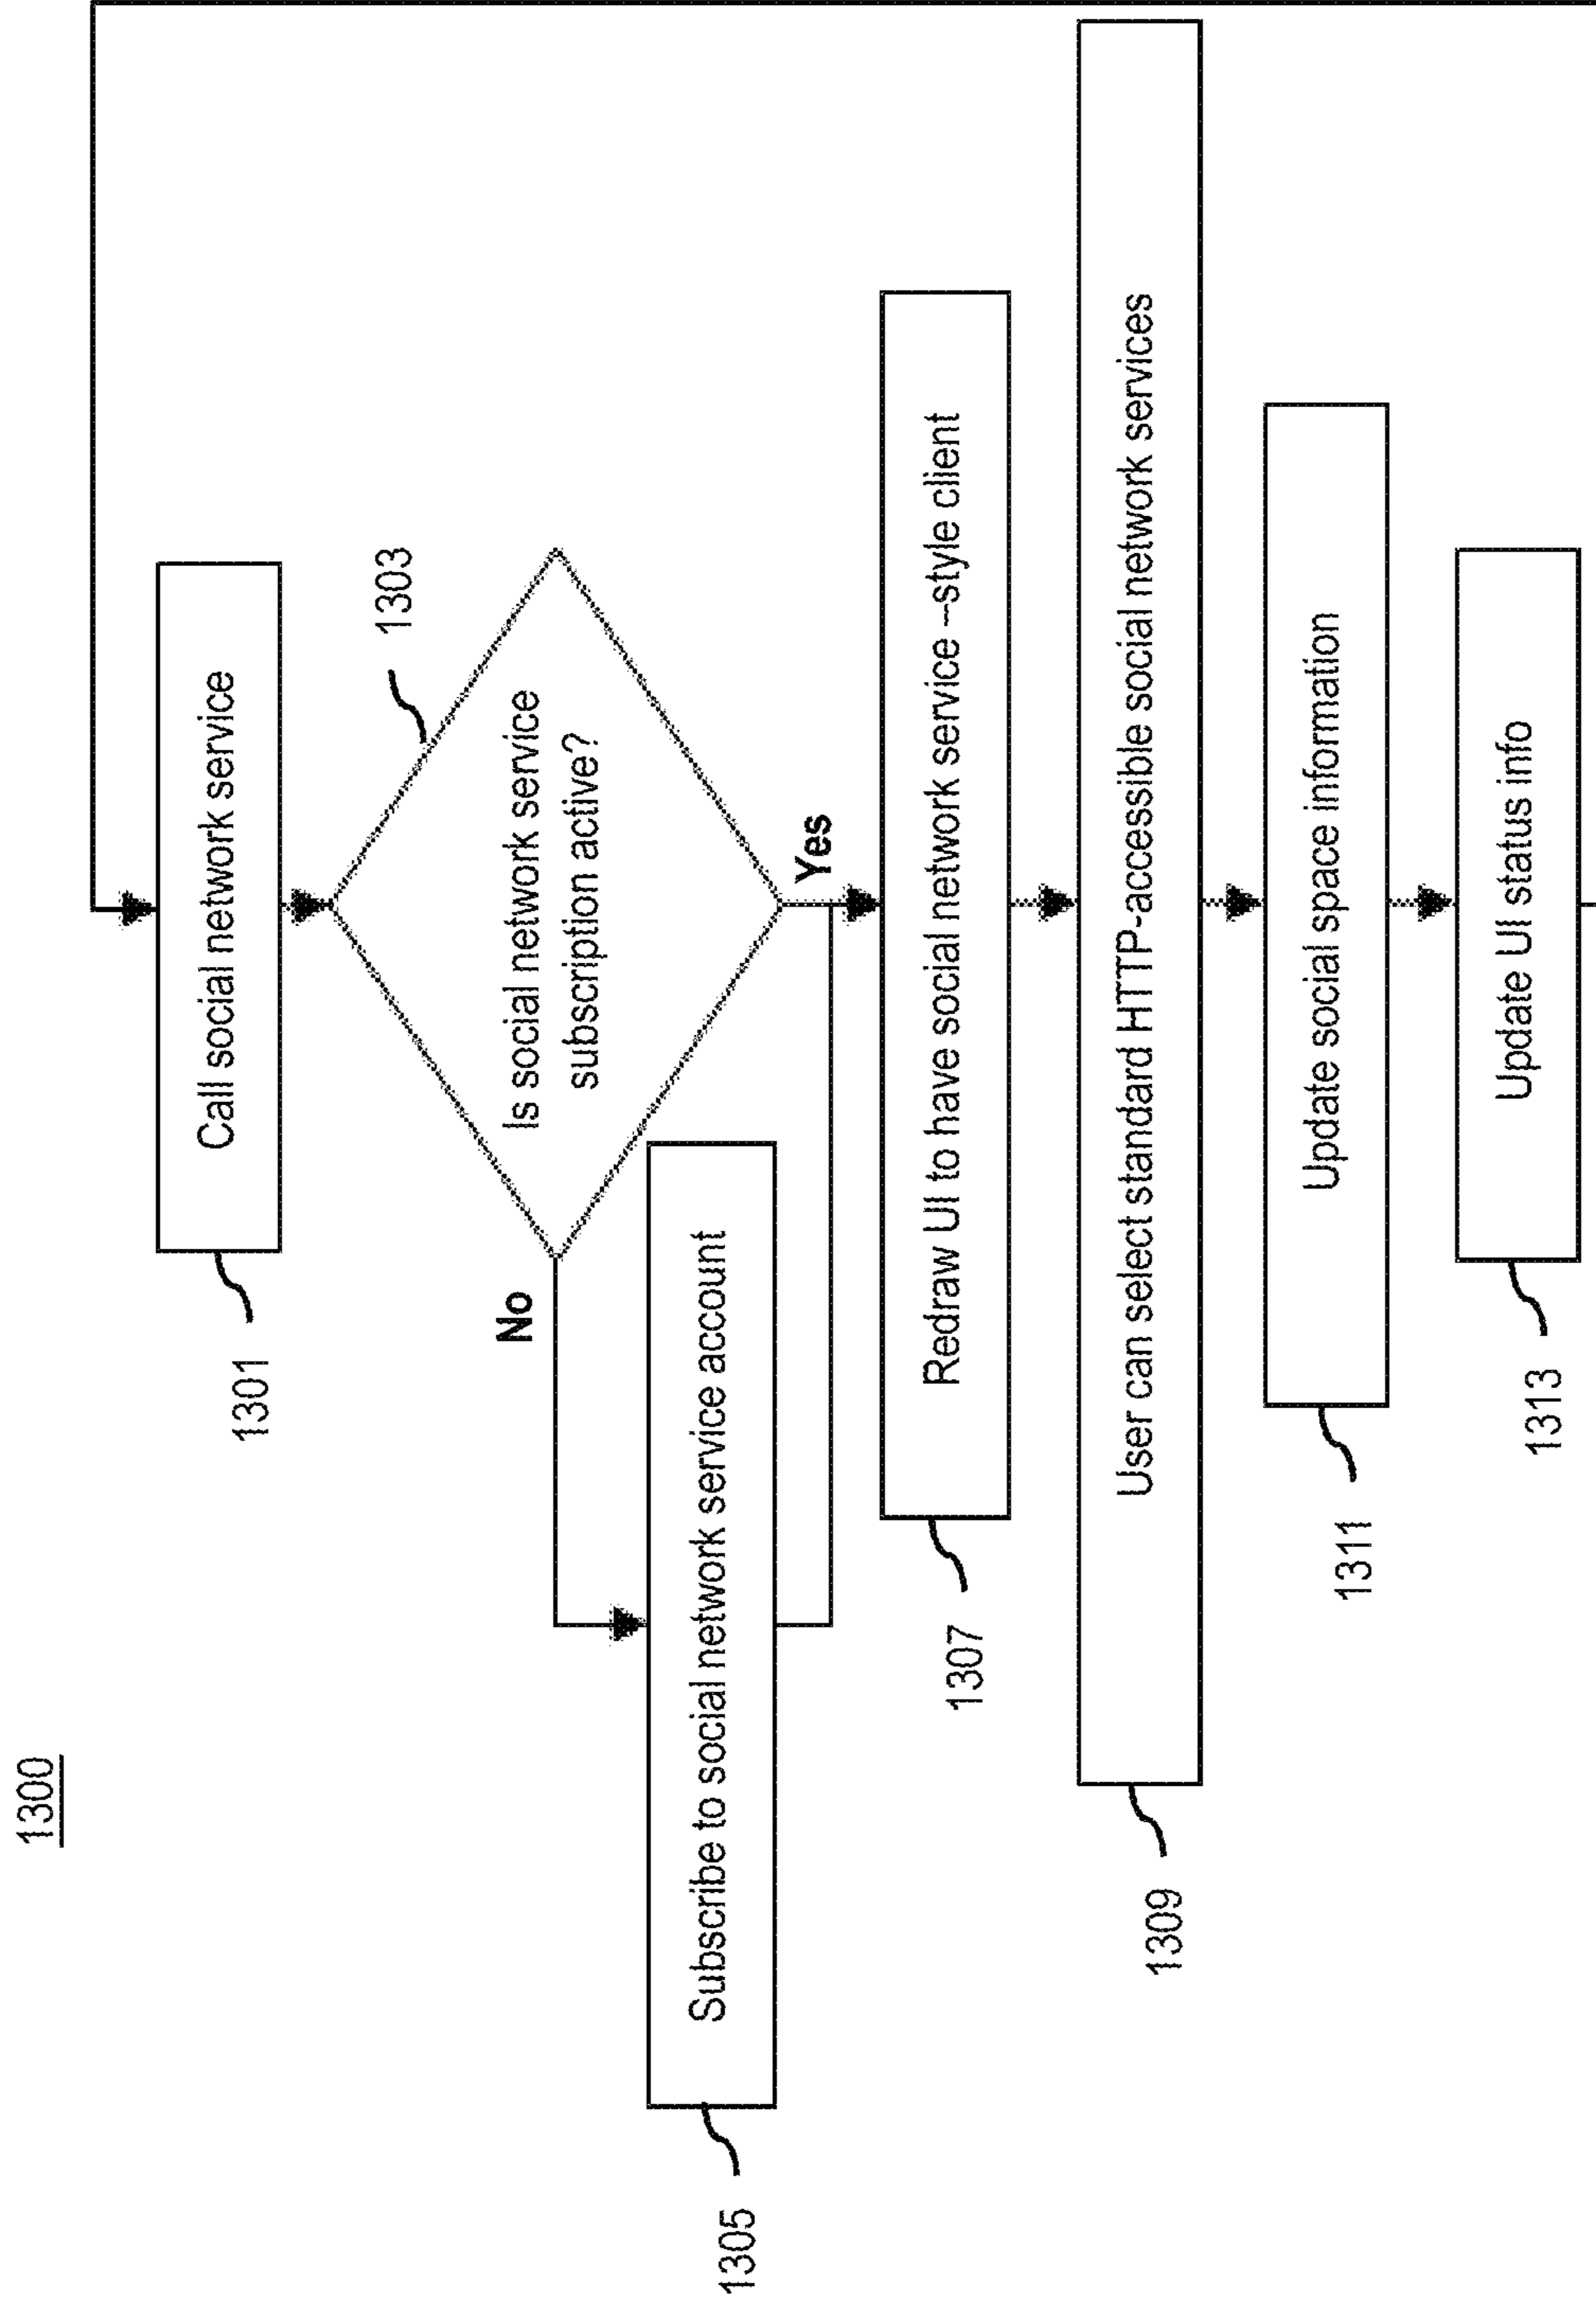 1300
1301
Call social network service
1303
Is social network service
subscription active?
No
Yes
1305
Subscribe to social network service account
1307
Redraw UI to have social network service –style client
1309
User can select standard HTTP-accessible social network services
1311
Update social space information
1313
Update UI status info